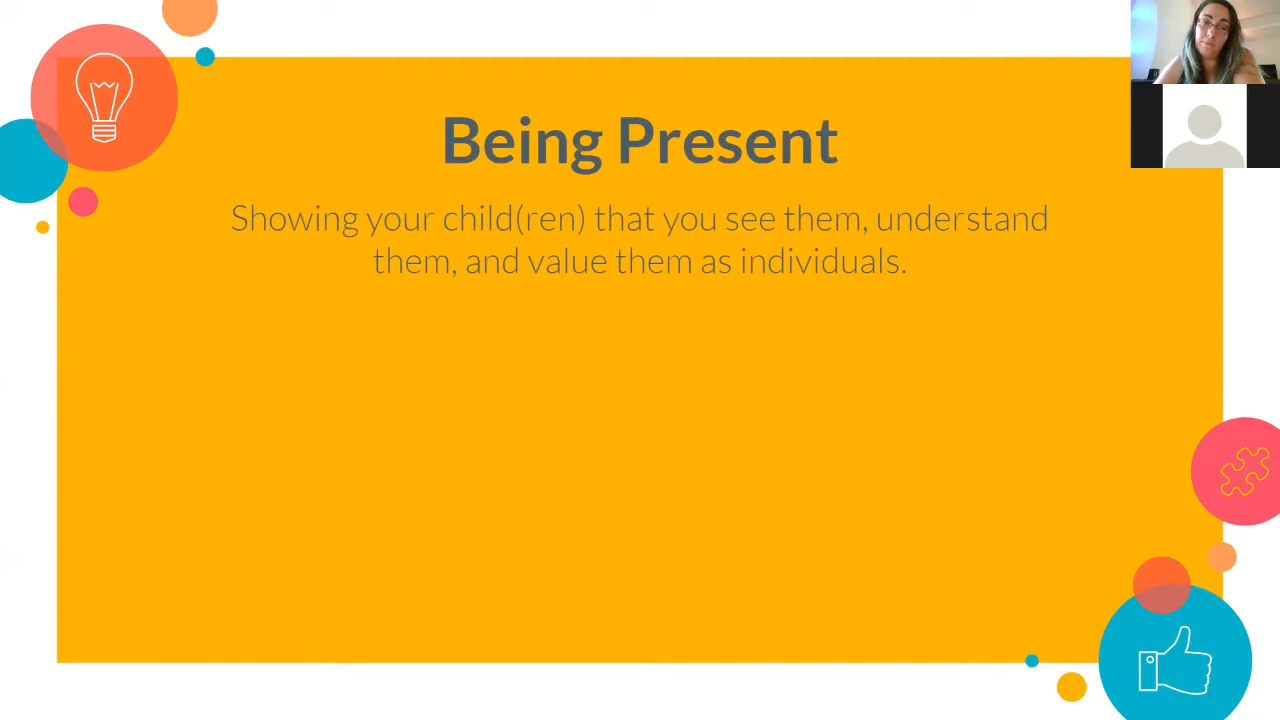 Being Present
Showing your child(ren) that you see them, understand
them, and value them as individuals.